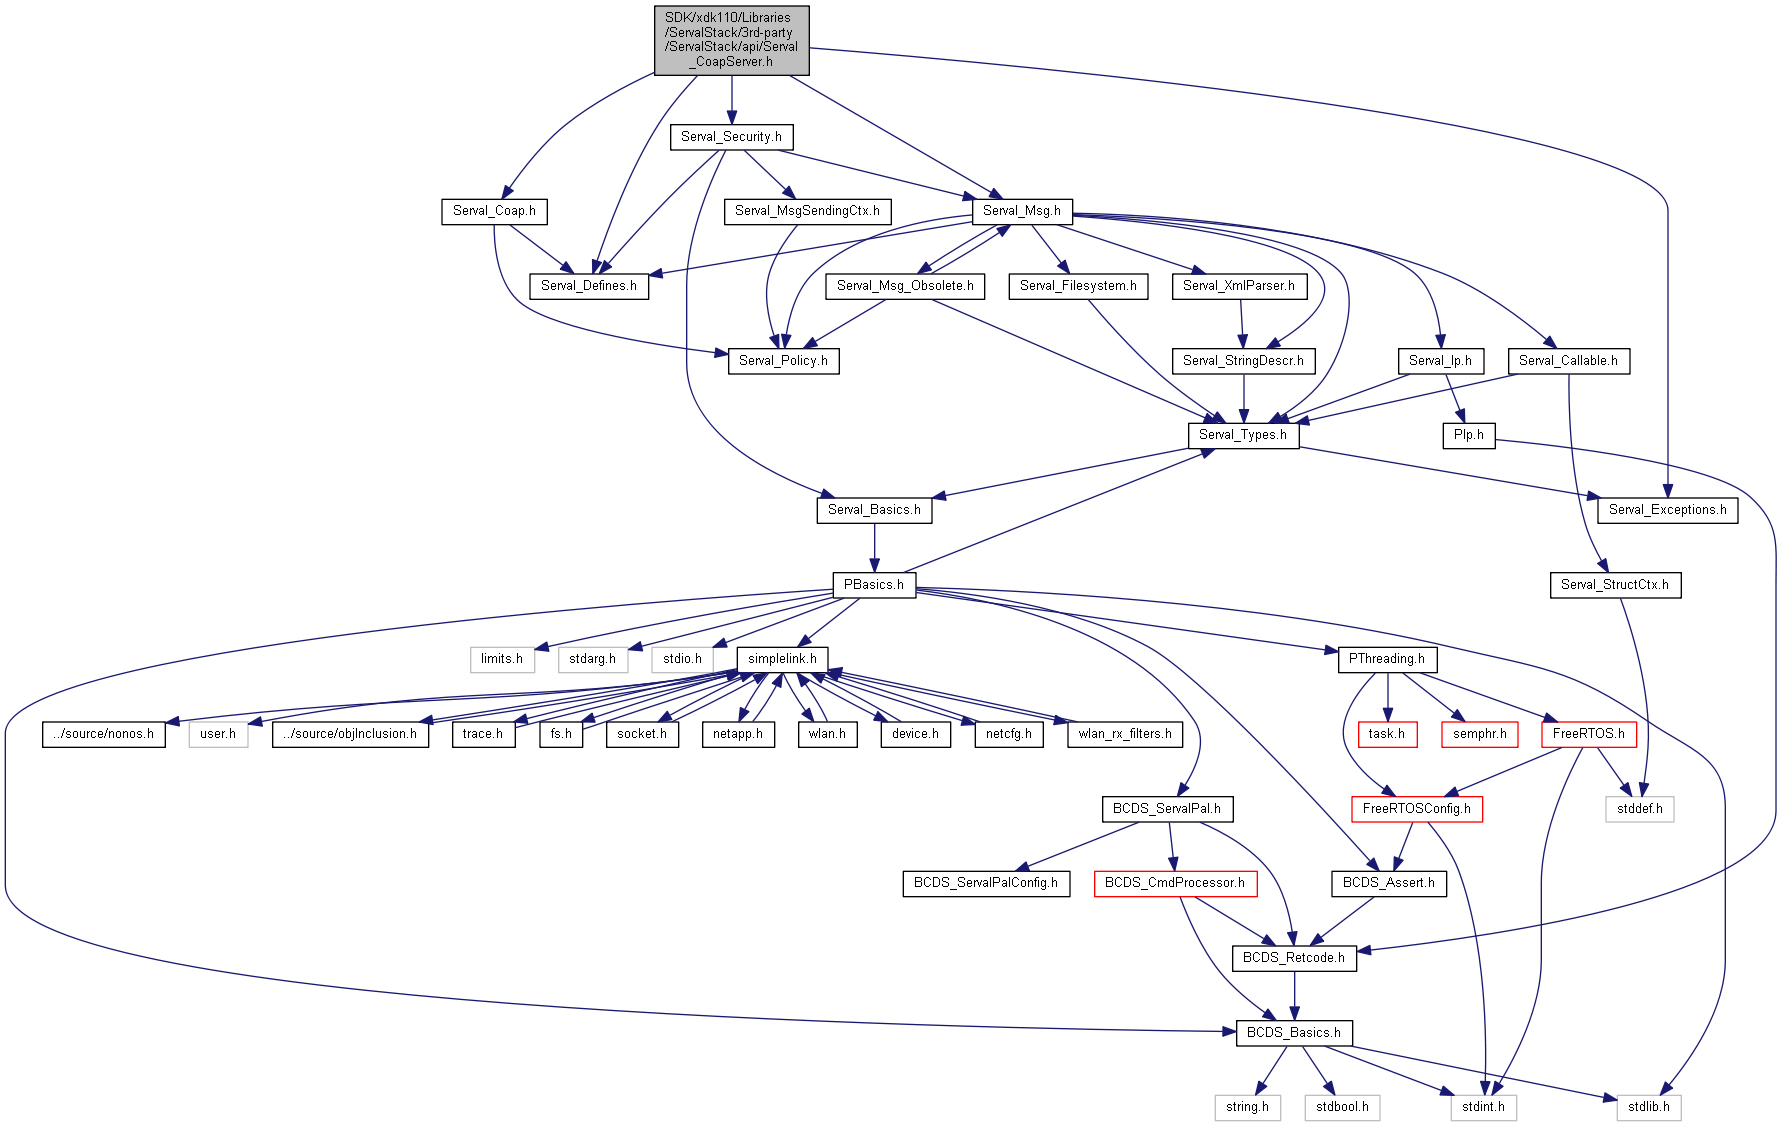 SDK/xdk110/Libraries
/ServalStack/3rd-party
/ServalStack/api/Serval
_CoapServer.h
Serval_Security.h
Serval_Coap.h
Serval_MsgSendingCtx.h
Serval_Msg.h
Serval_Defines.h
Serval_Msg_Obsolete.h
Serval_Filesystem.h
Serval_XmlParser.h
Serval_Policy.h
Serval_StringDescr.h
Serval_Ip.h
Serval_Callable.h
Serval_Types.h
PIp.h
Serval_Basics.h
Serval_Exceptions.h
PBasics.h
Serval_StructCtx.h
limits.h
stdarg.h
stdio.h
simplelink.h
PThreading.h
../source/nonos.h
user.h
../source/objInclusion.h
trace.h
fs.h
socket.h
netapp.h
wlan.h
device.h
netcfg.h
wlan_rx_filters.h
task.h
semphr.h
FreeRTOS.h
BCDS_ServalPal.h
FreeRTOSConfig.h
stddef.h
BCDS_ServalPalConfig.h
BCDS_CmdProcessor.h
BCDS_Assert.h
BCDS_Retcode.h
BCDS_Basics.h
string.h
stdbool.h
stdint.h
stdlib.h